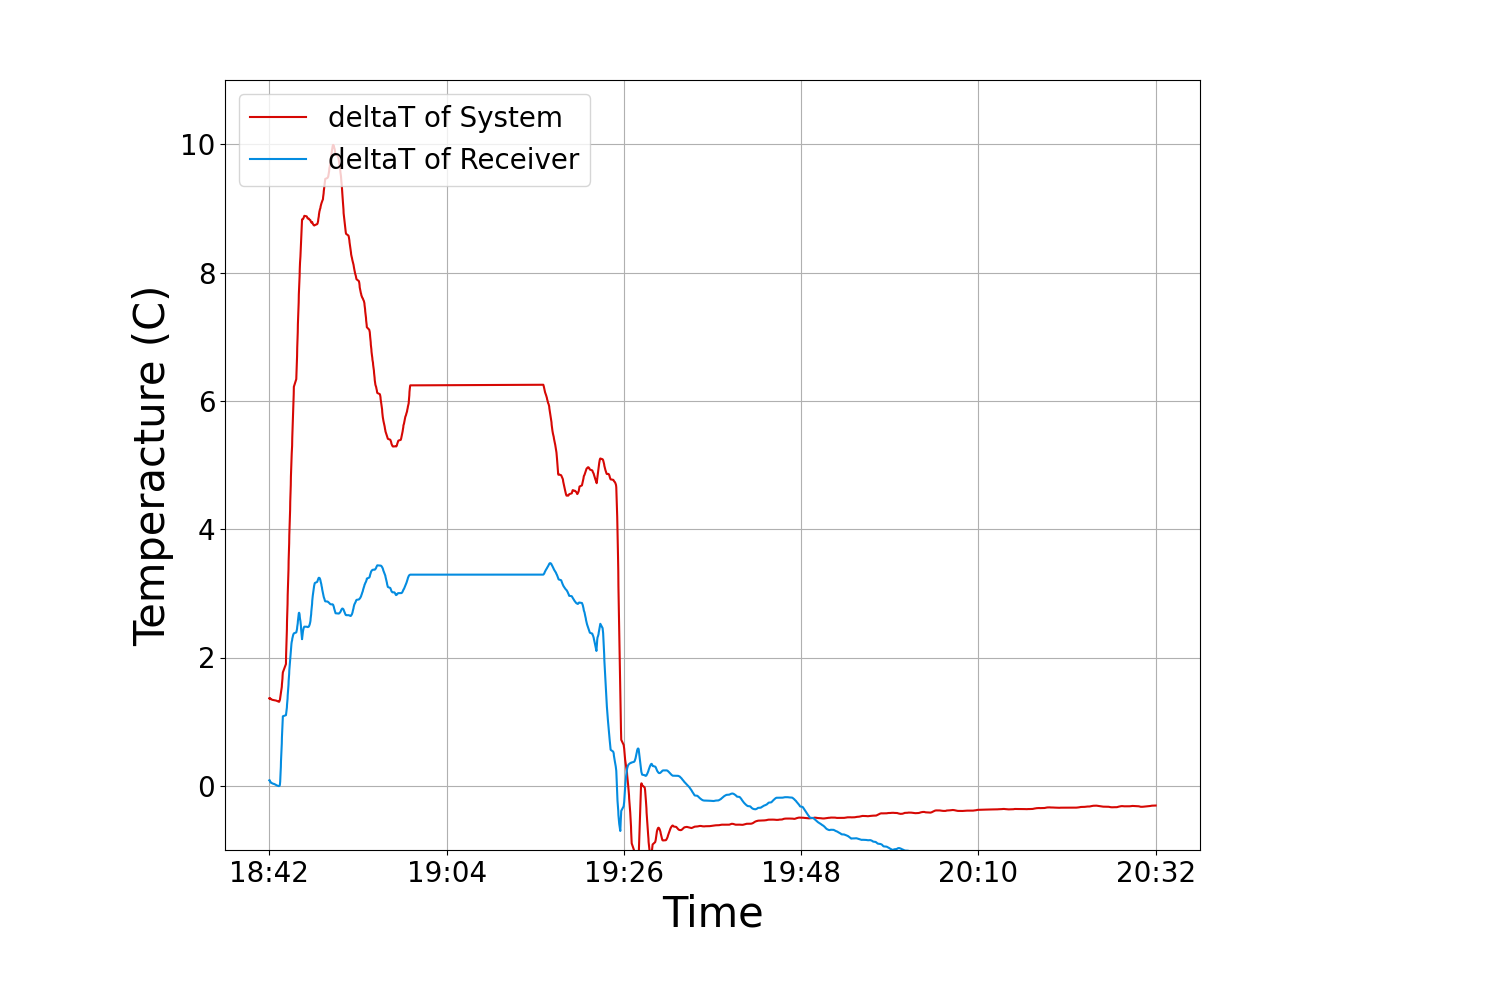 deltaT of System
deltaT of Receiver
10
8
6
4
2
0
Temperacture (C)
18:42 19:04 19:26 19:48 20:10 20:32
Time